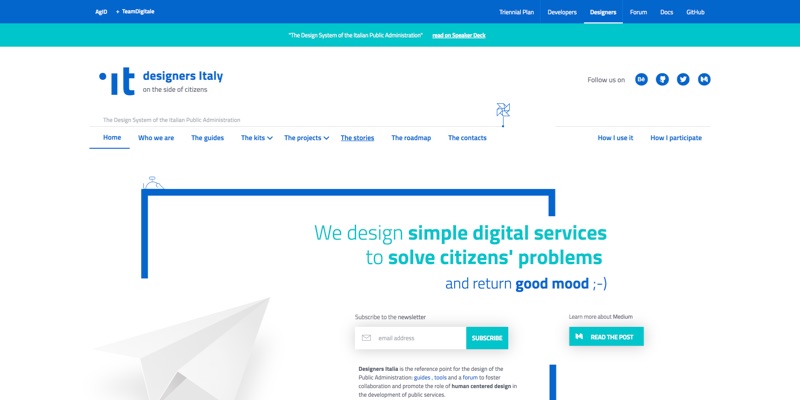 AgID + TeamDigitale Triennial Plan Developers Designers Forum Docs GitHub
"The Design System of the Italian Public Administration" read on Speaker Deck
it designers Italy
on the side of citizens
Follow us on Bē
The Design System of the Italian Public Administration
Home Who we are The guides The kits The projects The stories The roadmap The contacts How I use it How I participate
We design simple digital services
to solve citizens' problems
and return good mood ;-)
Subscribe to the newsletter
Learn more about Medium
email address SUBSCRIBE
READ THE POST
Designers Italia is the reference point for the design of the
Public Administration: guides , tools and a forum to foster
collaboration and promote the role of human centered design in
the development of public services.